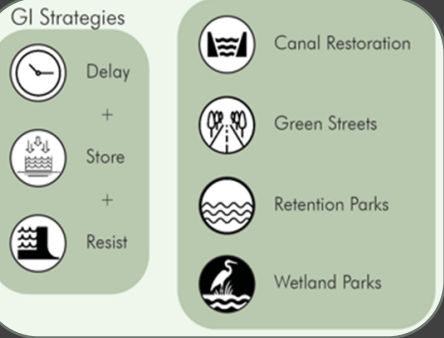 GI Strategies
Delay
+
Store
+
Resist
Canal Restoration
Green Streets
Retention Parks
Wetland Parks